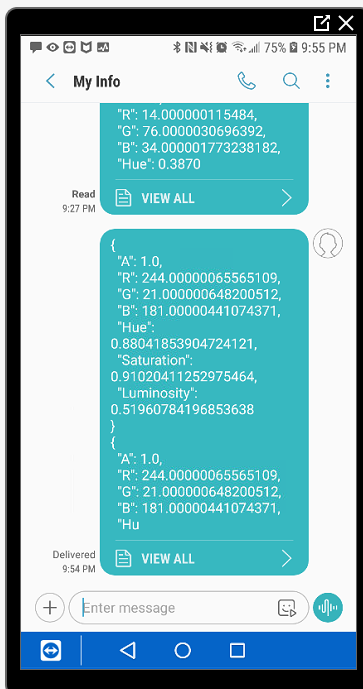 75% 9:55 PM
My Info
"R": 14.000000115484,
"G": 76.0000030696392,
"B": 34.000001773238182,
"Hue": 0.3870
Read
9:27 PM
VIEW ALL
{
"A": 1.0,
"R": 244.00000065565109,
"G": 21.000000648200512,
"B": 181.00000441074371,
"Hue":
0.88041853904724121,
"Saturation":
0.91020411252975464,
"Luminosity":
0.51960784196853638
}
{
"A": 1.0,
"R": 244.00000065565109,
"G": 21.000000648200512,
"B": 181.00000441074371,
"Hu
Delivered
9:54 PM
VIEW ALL
Enter message